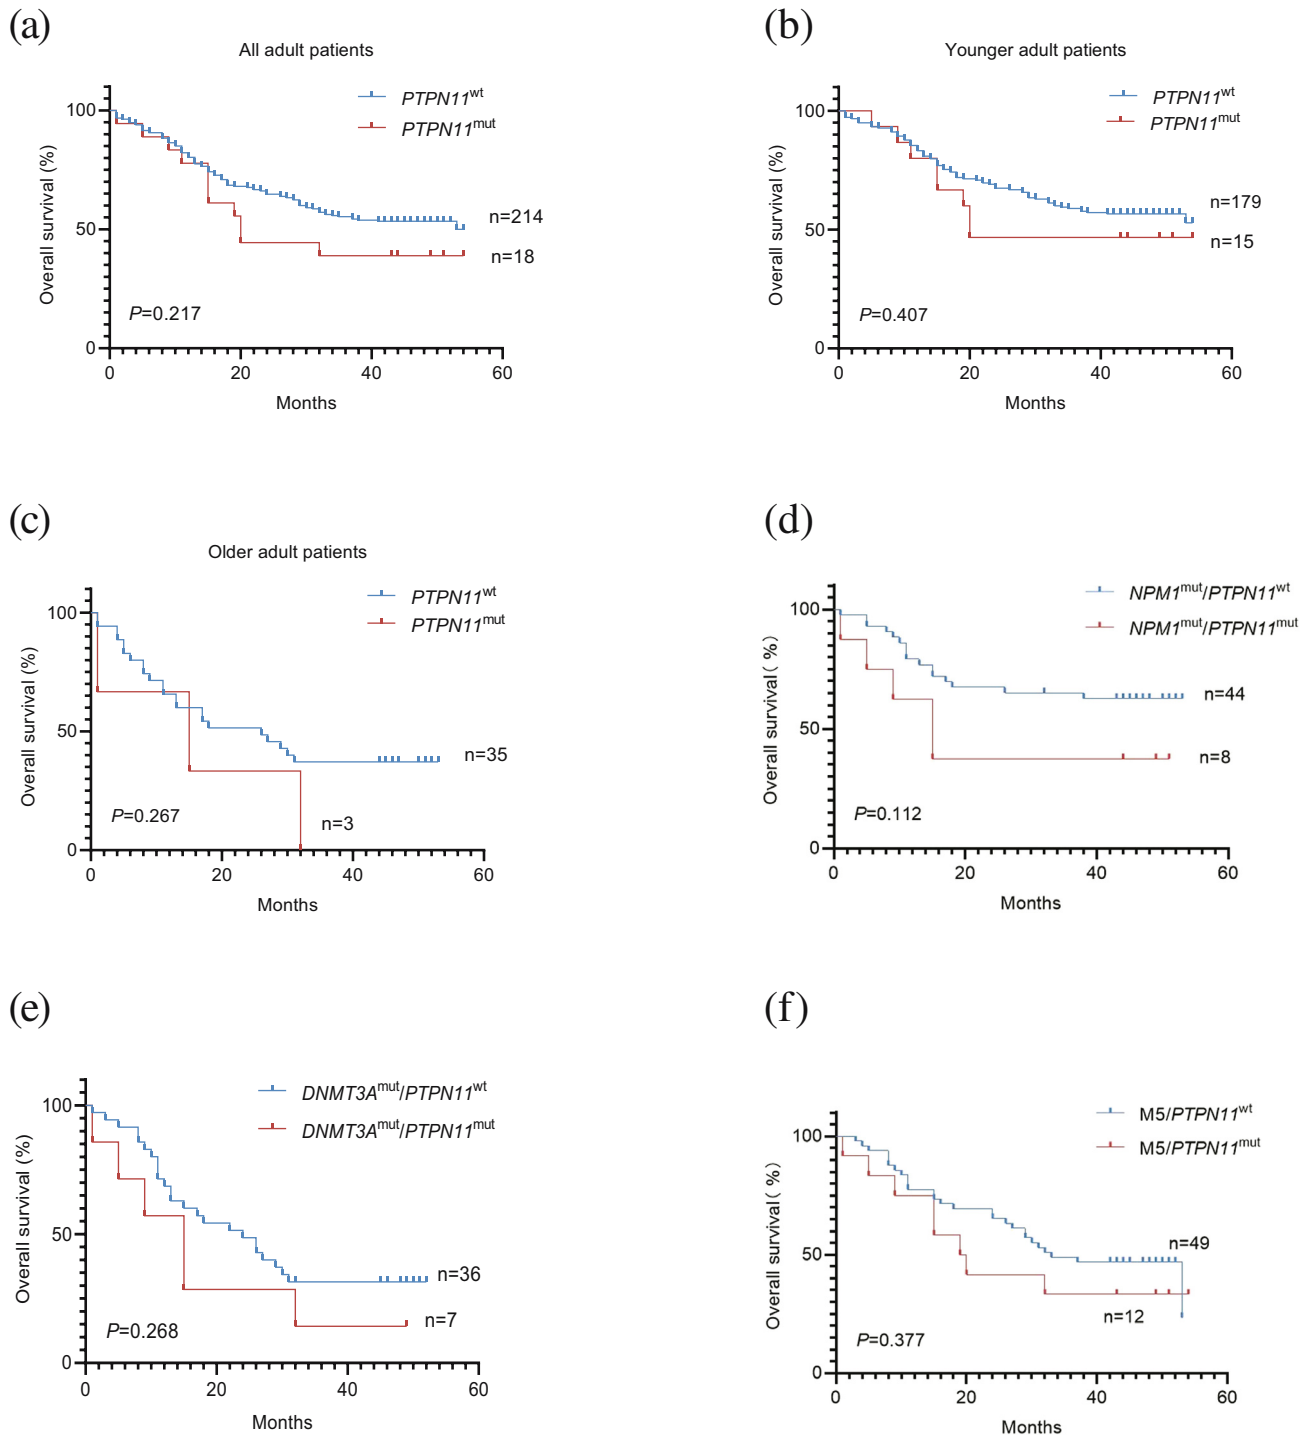 (a)
All adult patients
PTPN11wt
PTPN11mut
100
50
0
Overall survival (%)
n=214
n=18
P=0.217
0 20 40 60
Months
(b)
Younger adult patients
PTPN11wt
PTPN11mut
100
50
0
Overall survival (%)
n=179
n=15
P=0.407
0 20 40 60
Months
(c)
Older adult patients
PTPN11wt
PTPN11mut
100
50
0
Overall survival (%)
n=35
n=3
P=0.267
0 20 40 60
Months
(d)
NPM1mut/PTPN11wt
NPM1mut/PTPN11mut
100
50
0
Overall survival( %)
n=44
n=8
P=0.112
0 20 40 60
Months
(e)
DNMT3Amut/PTPN11wt
DNMT3Amut/PTPN11mut
100
50
0
Overall survival (%)
n=36
n=7
P=0.268
0 20 40 60
Months
(f)
M5/PTPN11wt
M5/PTPN11mut
100
50
0
Overall survival( %)
n=49
n=12
P=0.377
0 20 40 60
Months